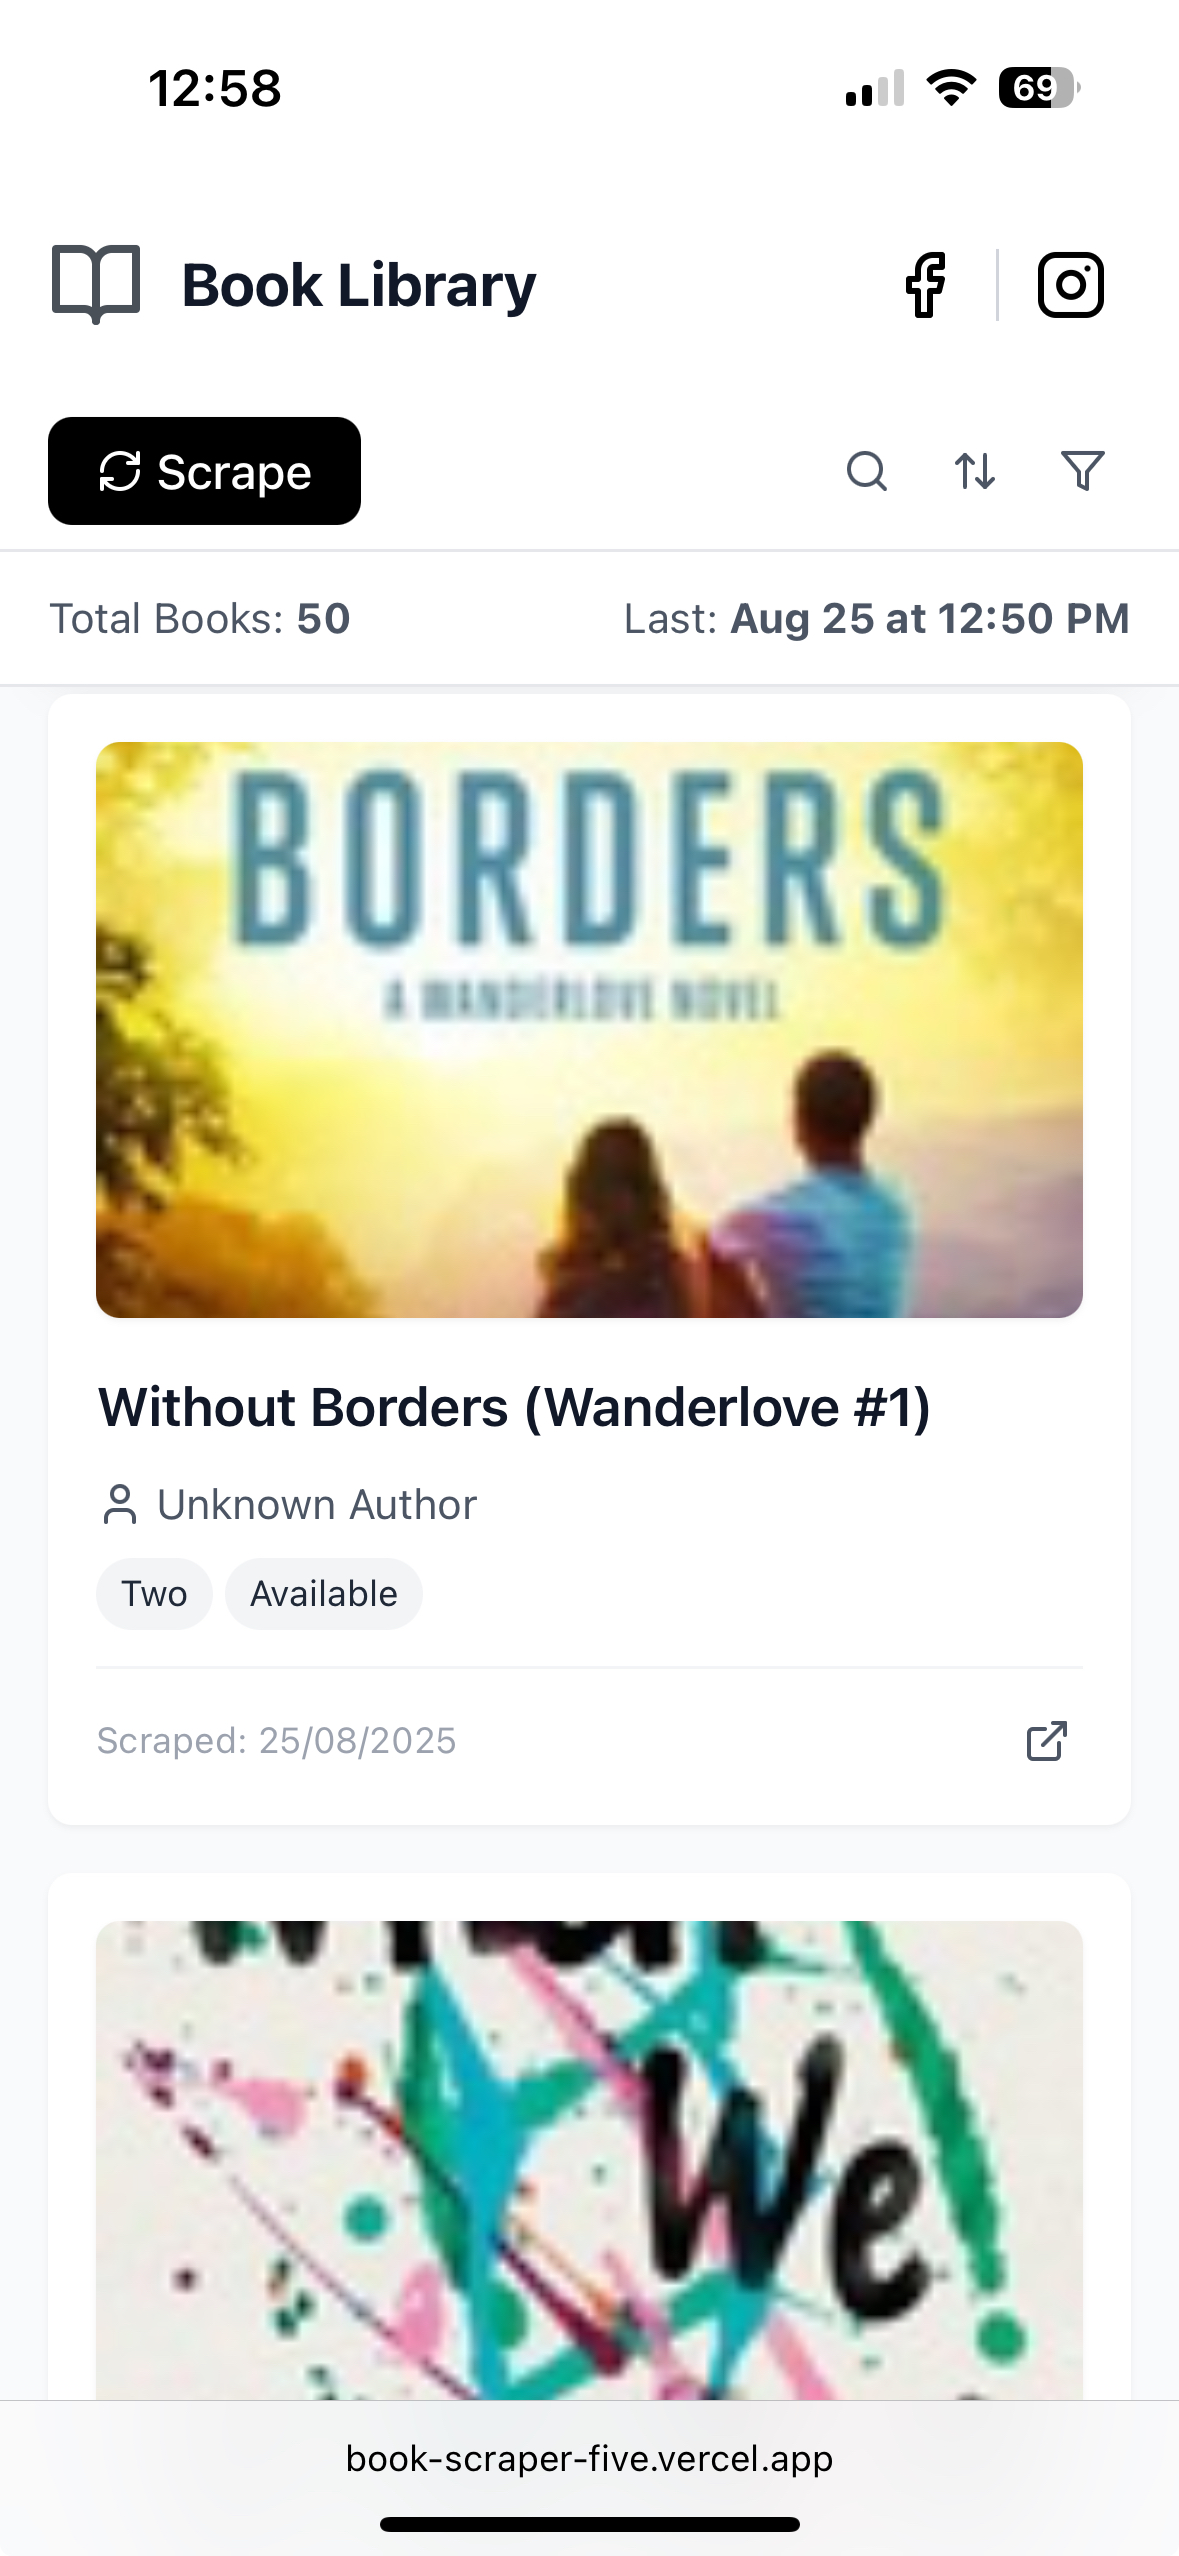 12:58
69
Book Library
Scrape
Total Books: 50
Last: Aug 25 at 12:50 PM
BORDERS
A WANDERLOVE NOVEL
Without Borders (Wanderlove #1)
Unknown Author
Two
Available
Scraped: 25/08/2025
We
book-scraper-five.vercel.app